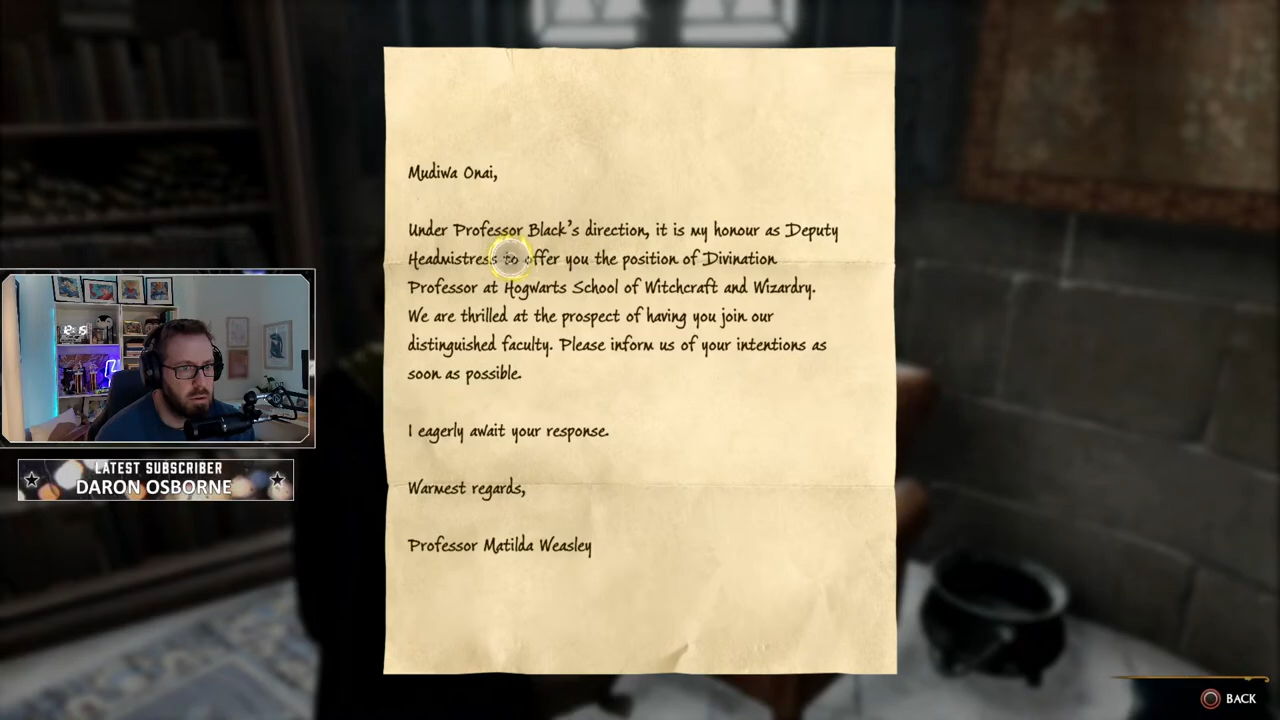 Mudiwa Onai,
Under Professor Black's direction, it is my honour as Deputy
Headmistress to offer you the position of Divination
Professor at Hogwarts School of Witchcraft and Wizardry.
We are thrilled at the prospect of having you join our
distinguished faculty. Please inform us of your intentions as
soon as possible.
I eagerly await your response.
Warmest regards,
Professor Matilda Weasley
LATEST SUBSCRIBER
DARON OSBORNE
BACK